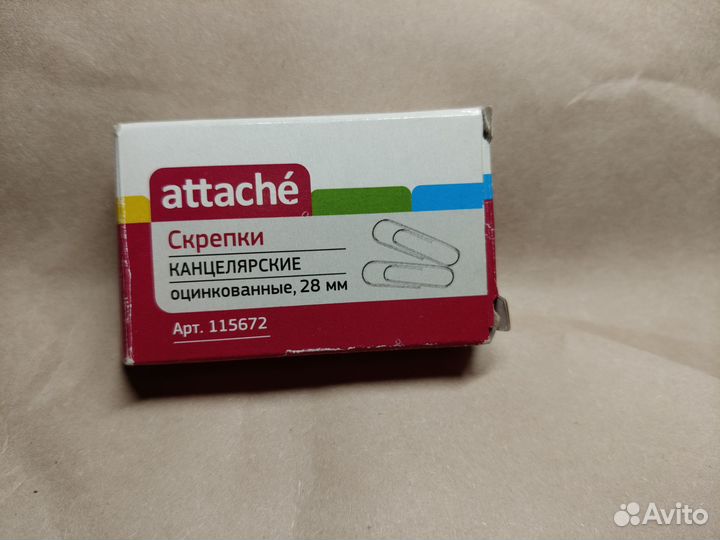 attaché
Скрепки
КАНЦЕЛЯРСКИЕ
оцинкованные, 28 мм
Арт. 115672
Avito